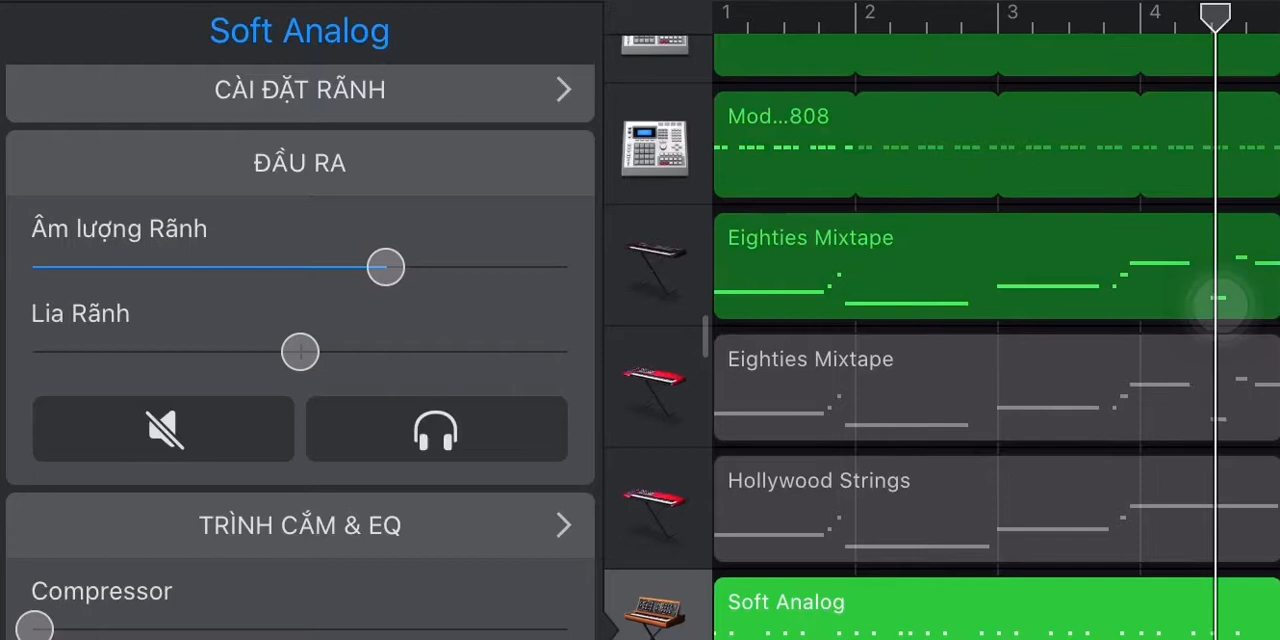 Soft Analog
CÀI ĐẶT RÃNH
ĐẦU RA
Âm lượng Rãnh
Lia Rãnh
TRÌNH CẮM & EQ
Compressor
1 2 3 4
Mod...808
Eighties Mixtape
Eighties Mixtape
Hollywood Strings
Soft Analog